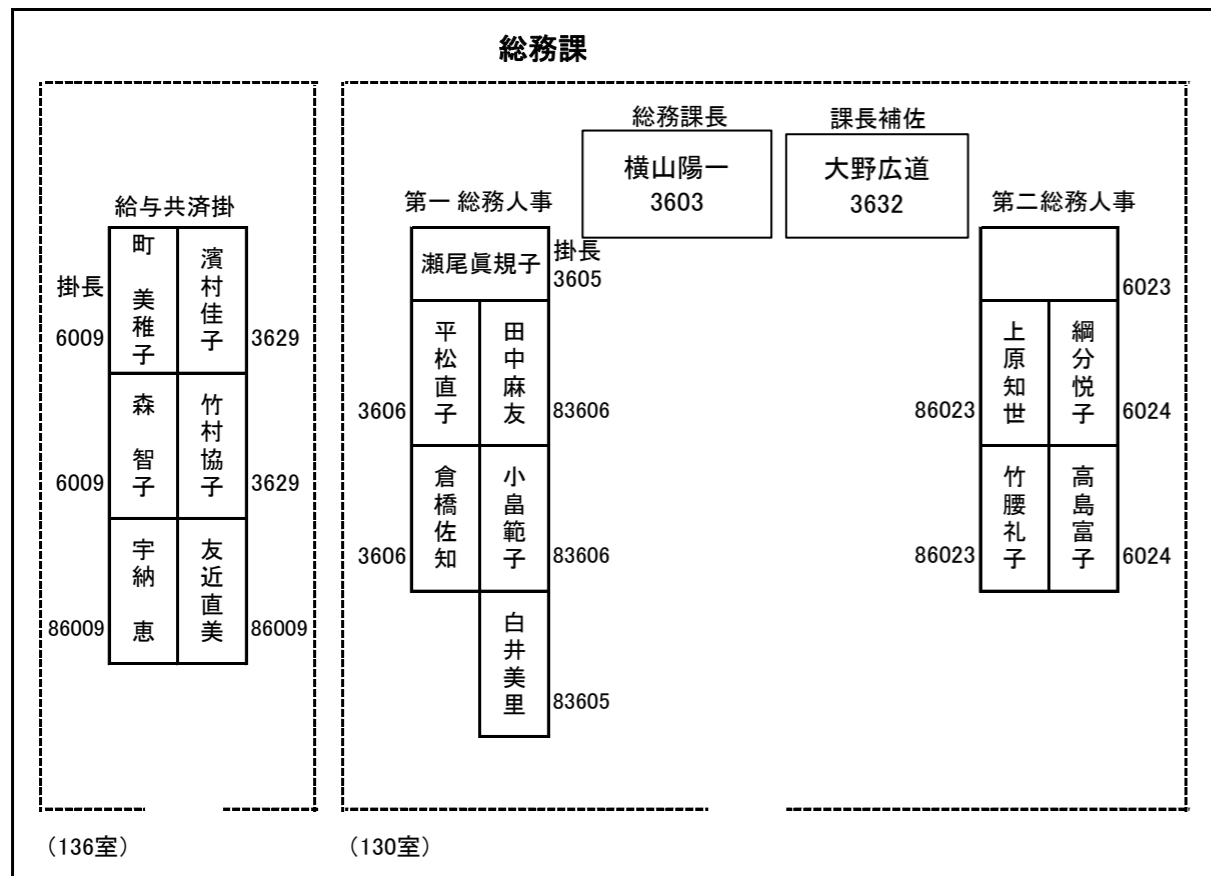 総務課
総務課長
横山陽一
3603
課長補佐
大野広道
3632
給与共済掛
掛長
6009
町 美稚子
濱村佳子
3629
6009
森 智子
竹村協子
3629
86009
宇納 恵
友近直美
86009
第一 総務人事
瀬尾眞規子
掛長
3605
3606
平松直子
田中麻友
83606
3606
倉橋佐知
小畠範子
83606
白井美里
83605
第二総務人事
6023
86023
上原知世
綱分悦子
6024
86023
竹腰礼子
高島富子
6024
（136室）
（130室）